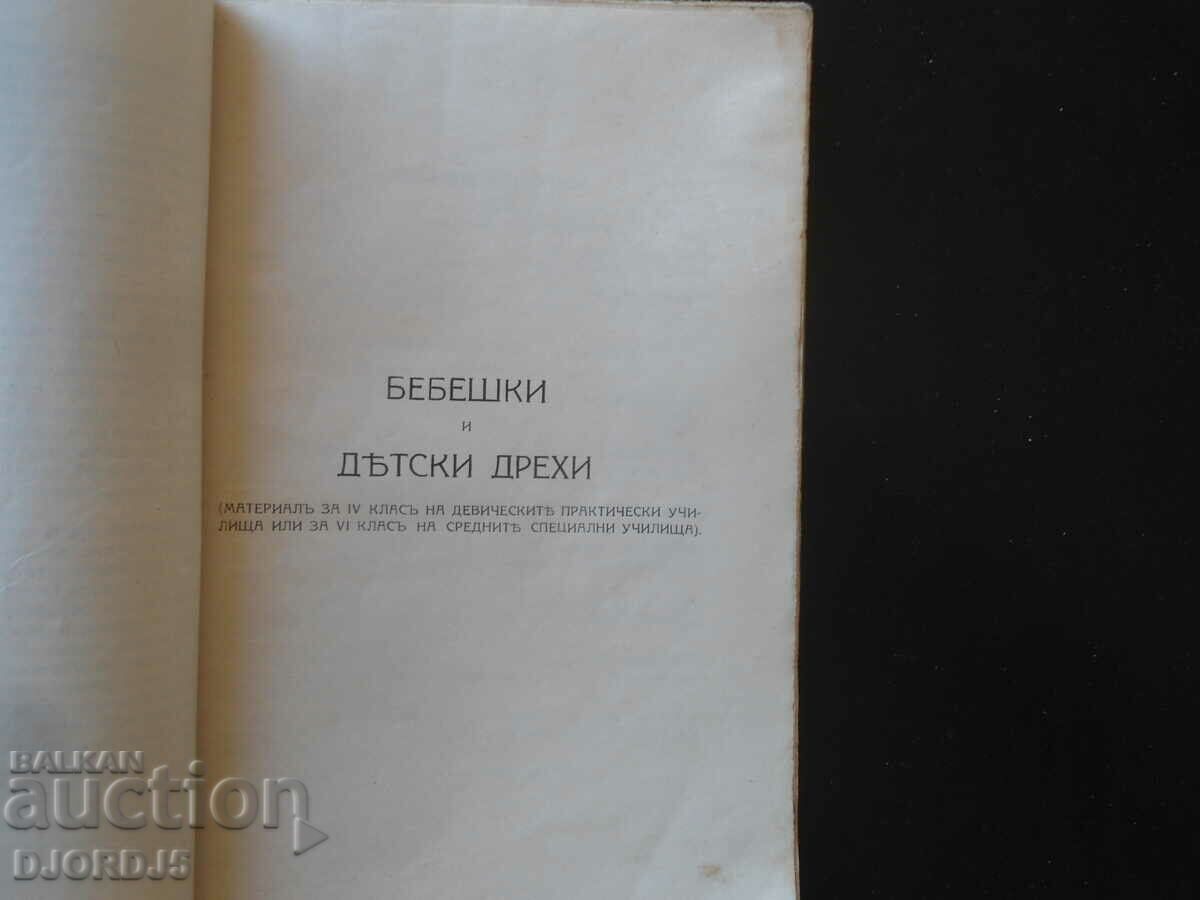 БЕБЕШКИ
И
ДѢТСКИ ДРЕХИ
(МАТЕРИАЛЪ ЗА IV КЛАСЪ НА ДЕВИЧЕСКИТѢ ПРАКТИЧЕСКИ УЧИ-
ЛИЩА ИЛИ ЗА VI КЛАСЪ НА СРЕДНИТѢ СПЕЦИАЛНИ УЧИЛИЩА).
BALKAN
auction
DJORDJ5